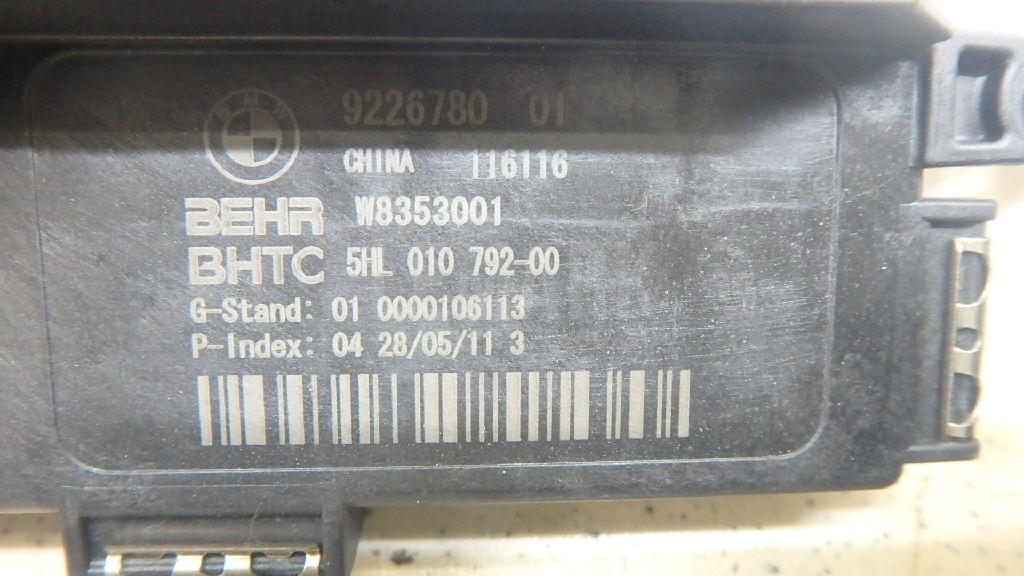 BMW
9226780 01
CHINA 116116
BEHR W8353001
BHTC 5HL 010 792-00
G-Stand: 01 0000106113
P-Index: 04 28/05/11 3